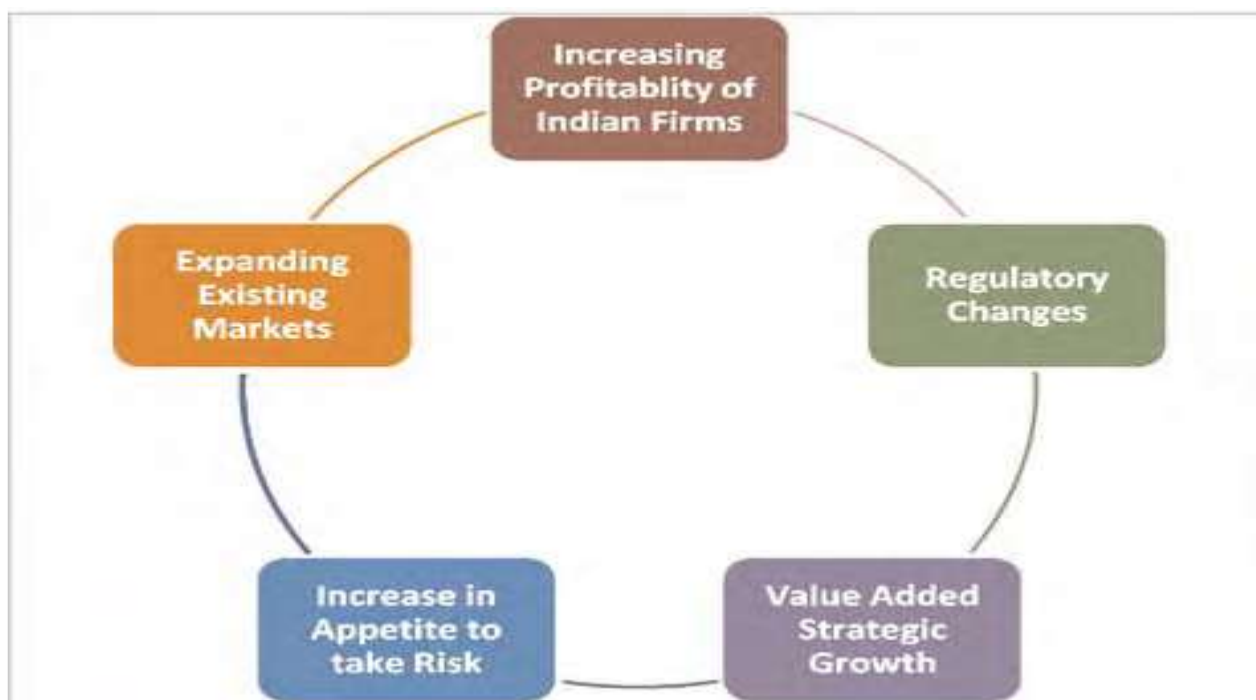 Increasing
Profitablity of
Indian Firms
Regulatory
Changes
Value Added
Strategic
Growth
Increase in
Appetite to
take Risk
Expanding
Existing
Markets